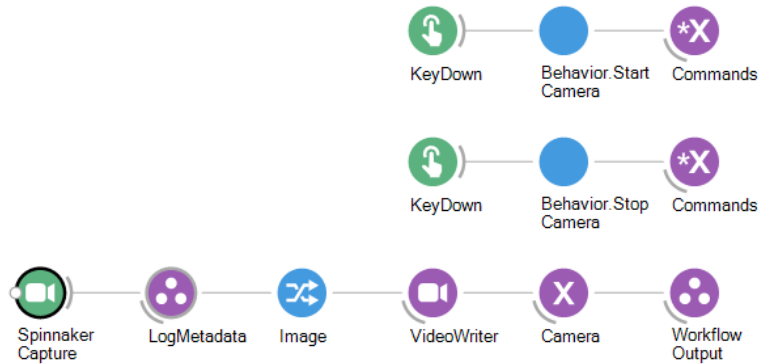 *X
KeyDown
Behavior.Start
Camera
Commands
*X
KeyDown
Behavior.Stop
Camera
Commands
X
Spinnaker
Capture
LogMetadata
Image
VideoWriter
Camera
Workflow
Output